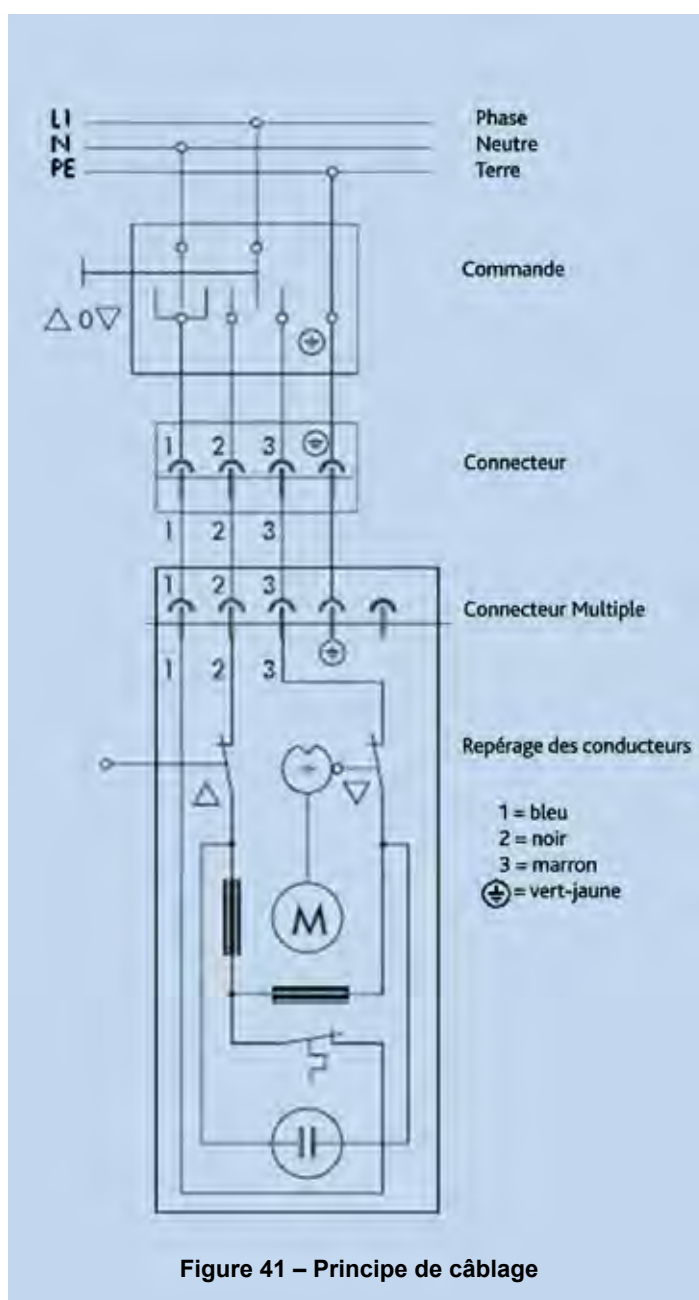 L1 Phase
N Neutre
PE Terre
Commande
0
1 2 3
Connecteur
1 2 3
1 2 3
Connecteur Multiple
1 2 3
Repérage des conducteurs
1 = bleu
2 = noir
3 = marron
= vert-jaune
M
Figure 41 – Principe de câblage